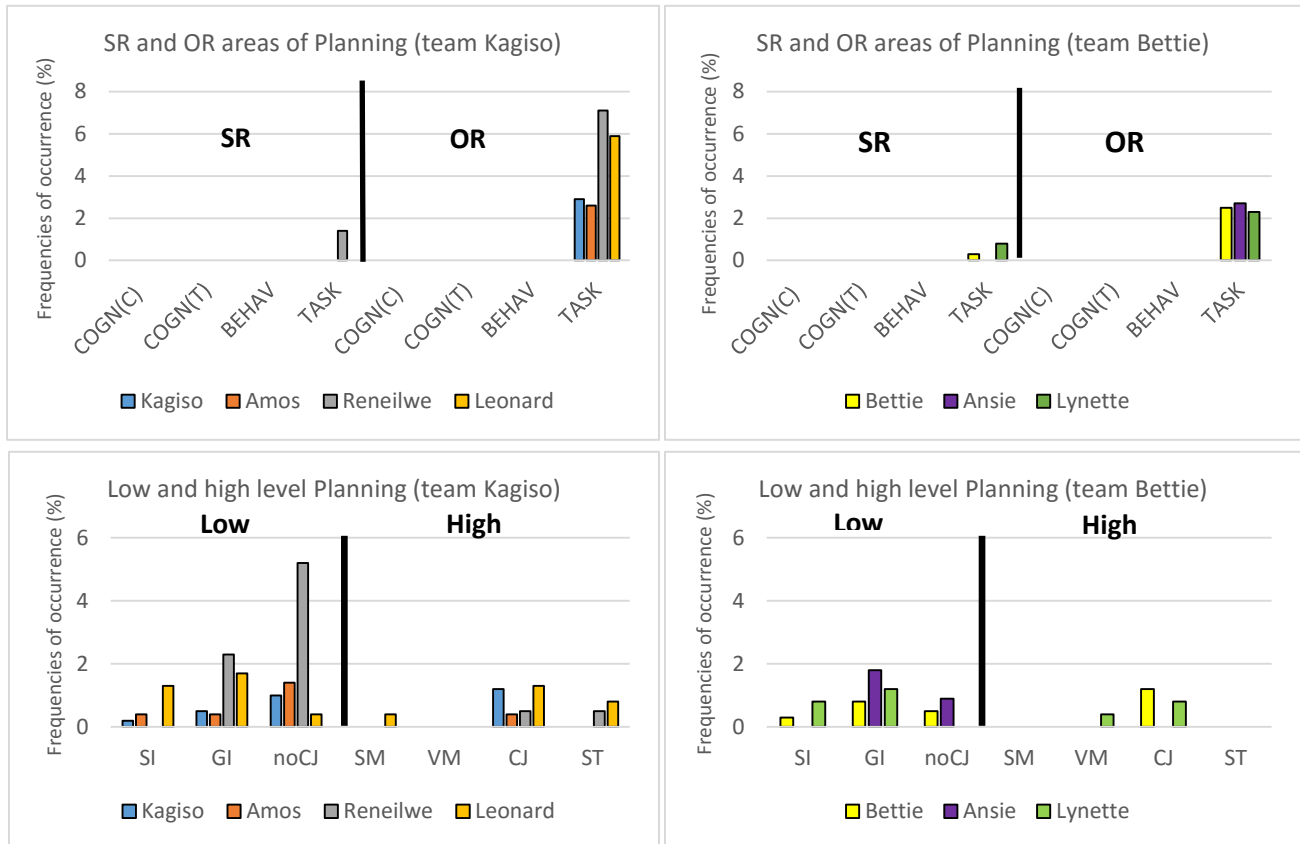 SR and OR areas of Planning (team Kagiso)
Frequencies of occurrence (%)
8
6
4
2
0
SR
OR
COGN(C)
COGN(T)
BEHAV
TASK
COGN(C)
COGN(T)
BEHAV
TASK
Kagiso Amos Reneilwe Leonard
SR and OR areas of Planning (team Bettie)
Frequencies of occurrence (%)
8
6
4
2
0
SR
OR
COGN(C)
COGN(T)
BEHAV
TASK
COGN(C)
COGN(T)
BEHAV
TASK
Bettie Ansie Lynette
Low and high level Planning (team Kagiso)
Frequencies of occurrence (%)
Low
High
6
4
2
0
SI GI noCJ SM VM CJ ST
Kagiso Amos Reneilwe Leonard
Low and high level Planning (team Bettie)
Frequencies of occurrence (%)
Low
High
6
4
2
0
SI GI noCJ SM VM CJ ST
Bettie Ansie Lynette